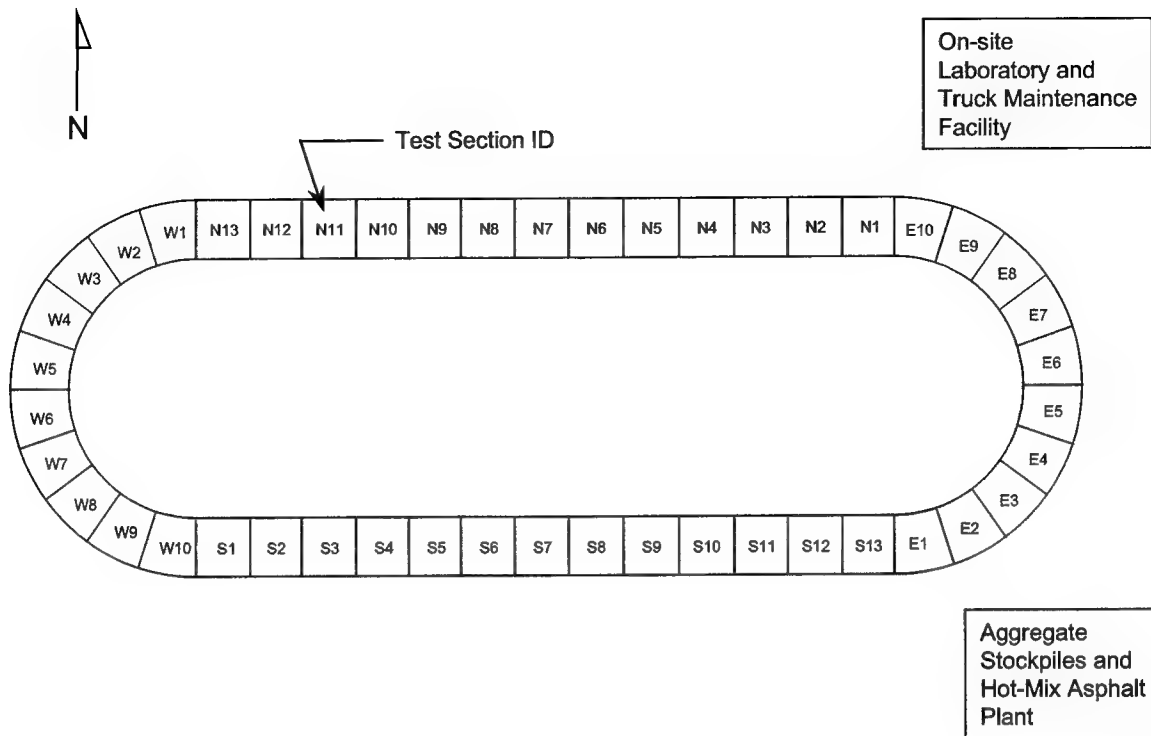 On-site
Laboratory and
Truck Maintenance
Facility
N
Test Section ID
W1 N13 N12 N11 N10 N9 N8 N7 N6 N5 N4 N3 N2 N1 E10
W2 E9
W3 E8
W4 E7
W5 E6
W6 E5
W7 E4
W8 E3
W9 E2
W10 S1 S2 S3 S4 S5 S6 S7 S8 S9 S10 S11 S12 S13 E1
Aggregate
Stockpiles and
Hot-Mix Asphalt
Plant